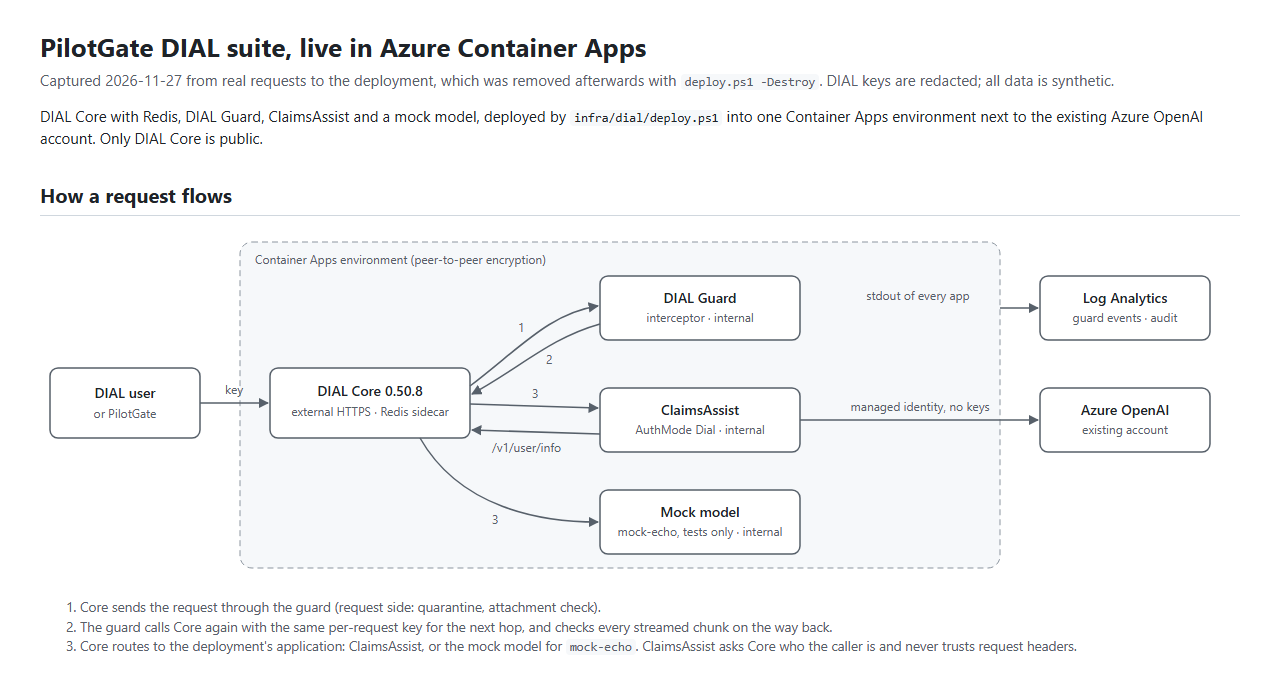 PilotGate DIAL suite, live in Azure Container Apps
Captured 2026-11-27 from real requests to the deployment, which was removed afterwards with deploy.ps1 -Destroy. DIAL keys are redacted; all data is synthetic.
DIAL Core with Redis, DIAL Guard, ClaimsAssist and a mock model, deployed by infra/dial/deploy.ps1 into one Container Apps environment next to the existing Azure OpenAI
account. Only DIAL Core is public.
How a request flows
Container Apps environment (peer-to-peer encryption)
DIAL user
or PilotGate
key
DIAL Core 0.50.8
external HTTPS · Redis sidecar
1
2
3
/v1/user/info
3
DIAL Guard
interceptor · internal
ClaimsAssist
AuthMode Dial · internal
Mock model
mock-echo, tests only · internal
stdout of every app
managed identity, no keys
Log Analytics
guard events · audit
Azure OpenAI
existing account
1. Core sends the request through the guard (request side: quarantine, attachment check).
2. The guard calls Core again with the same per-request key for the next hop, and checks every streamed chunk on the way back.
3. Core routes to the deployment's application: ClaimsAssist, or the mock model for mock-echo. ClaimsAssist asks Core who the caller is and never trusts request headers.